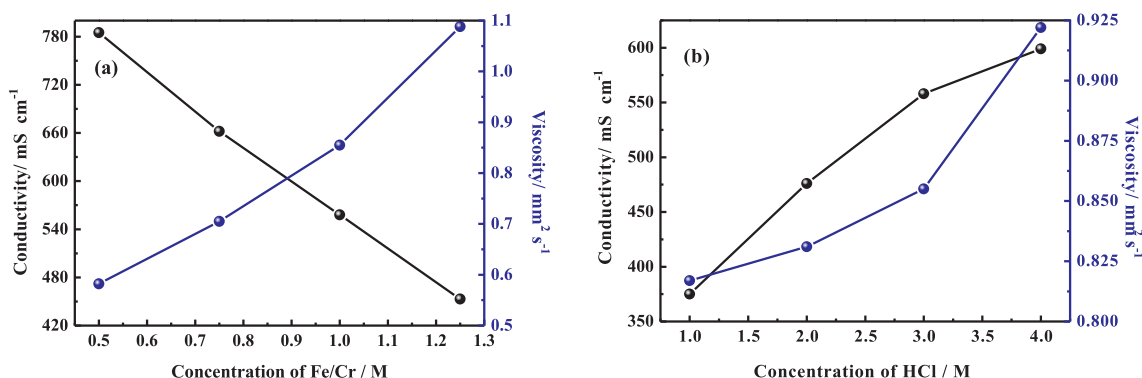 (a)
Conductivity/ mS cm⁻¹
780
720
660
600
540
480
420
1.1
1.0
0.9
0.8
0.7
0.6
0.5
Viscosity/ mm² s⁻¹
0.5 0.6 0.7 0.8 0.9 1.0 1.1 1.2 1.3
Concentration of Fe/Cr / M
(b)
Conductivity/ mS cm⁻¹
600
550
500
450
400
350
0.925
0.900
0.875
0.850
0.825
0.800
Viscosity/ mm² s⁻¹
1.0 1.5 2.0 2.5 3.0 3.5 4.0
Concentration of HCl / M